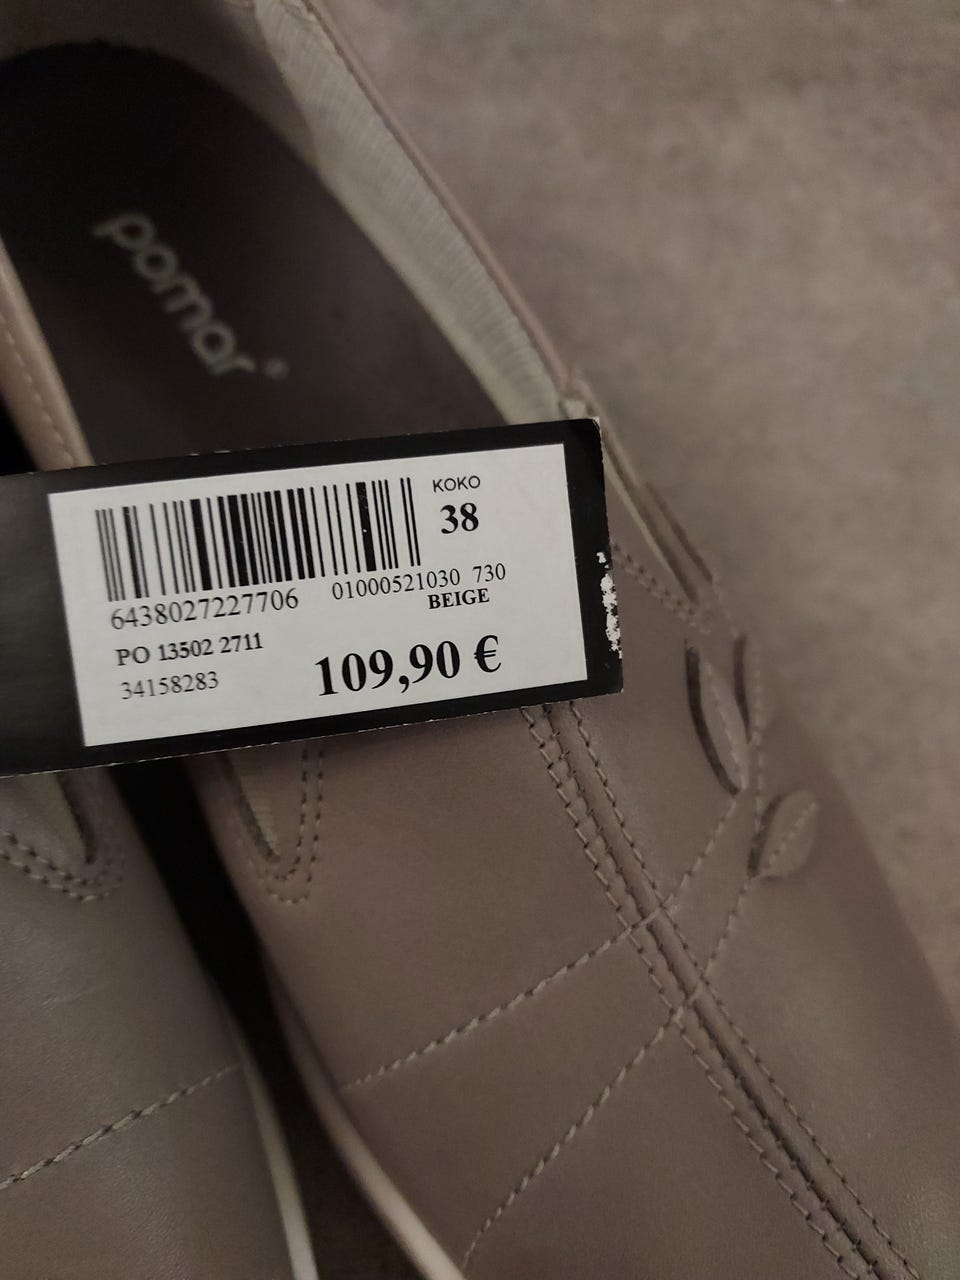 pomar®
KOKO
38
6438027227706 01000521030 730
BEIGE
PO 13502 2711
34158283
109,90 €